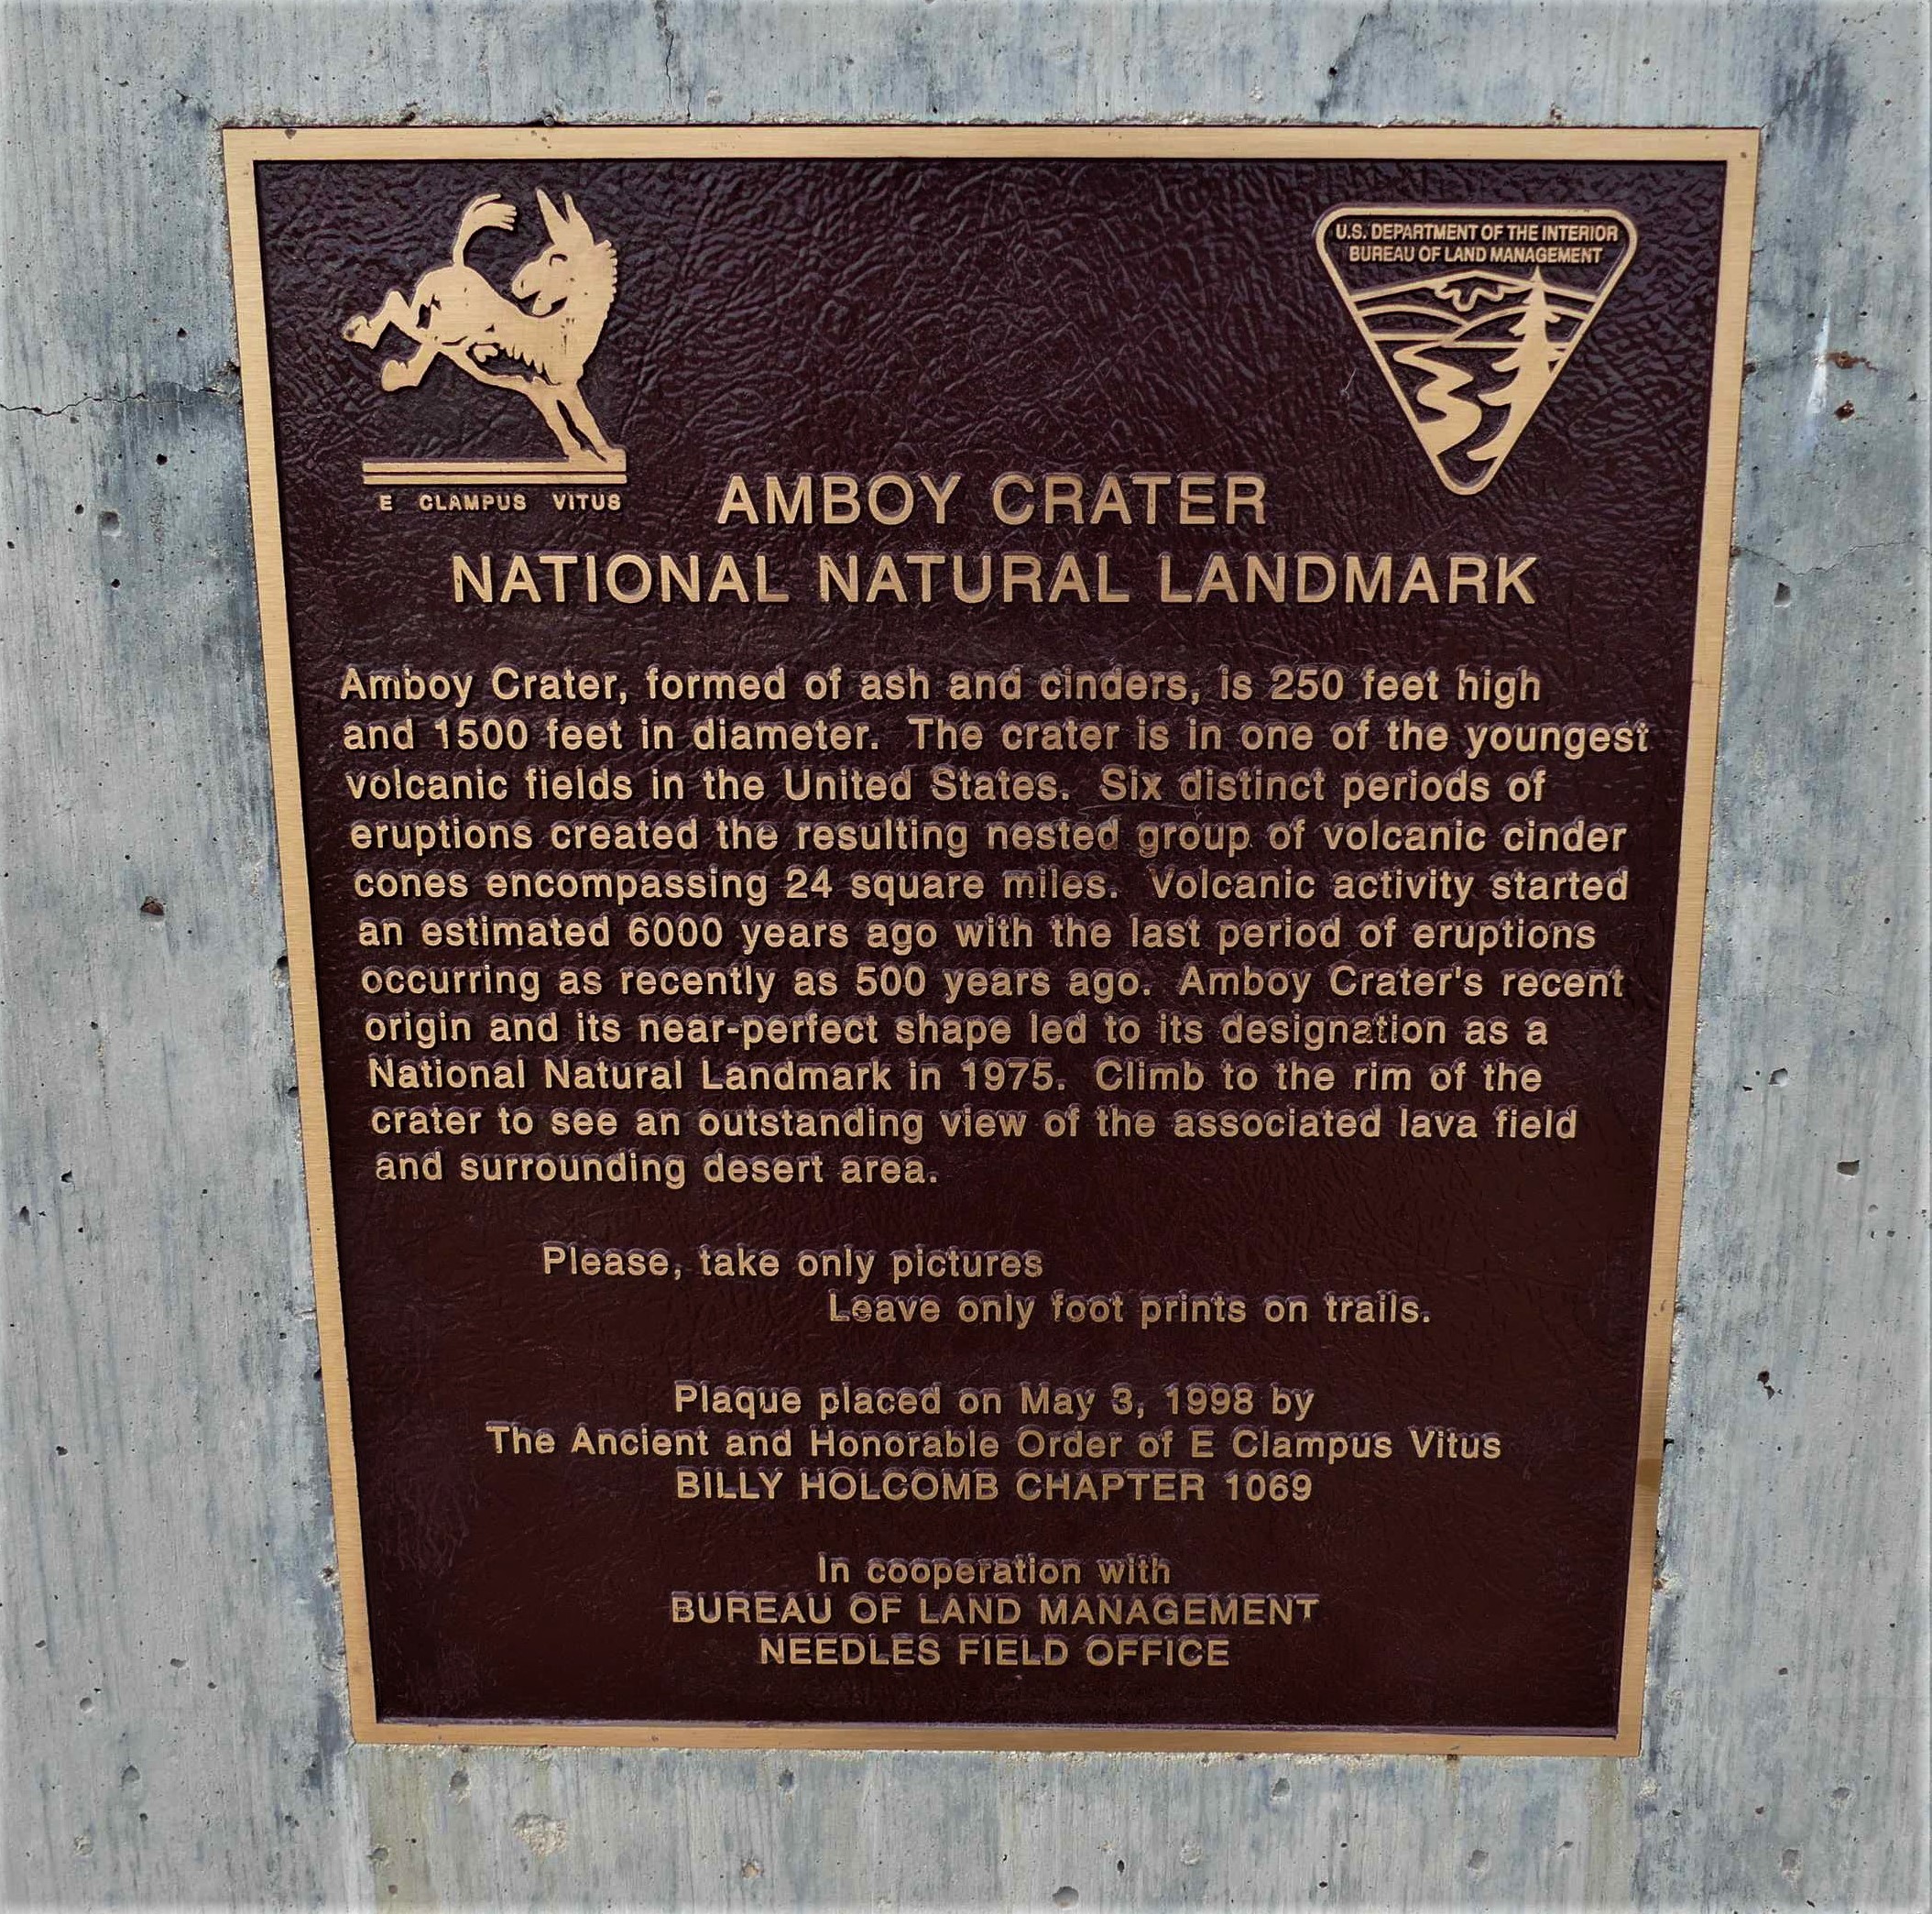 U.S. DEPARTMENT OF THE INTERIOR
BUREAU OF LAND MANAGEMENT
E CLAMPUS VITUS
AMBOY CRATER
NATIONAL NATURAL LANDMARK
Amboy Crater, formed of ash and cinders, is 250 feet high
and 1500 feet in diameter. The crater is in one of the youngest
volcanic fields in the United States. Six distinct periods of
eruptions created the resulting nested group of volcanic cinder
cones encompassing 24 square miles. Volcanic activity started
an estimated 6000 years ago with the last period of eruptions
occurring as recently as 500 years ago. Amboy Crater's recent
origin and its near-perfect shape led to its designation as a
National Natural Landmark in 1975. Climb to the rim of the
crater to see an outstanding view of the associated lava field
and surrounding desert area.
Please, take only pictures
Leave only foot prints on trails.
Plaque placed on May 3, 1998 by
The Ancient and Honorable Order of E Clampus Vitus
BILLY HOLCOMB CHAPTER 1069
In cooperation with
BUREAU OF LAND MANAGEMENT
NEEDLES FIELD OFFICE